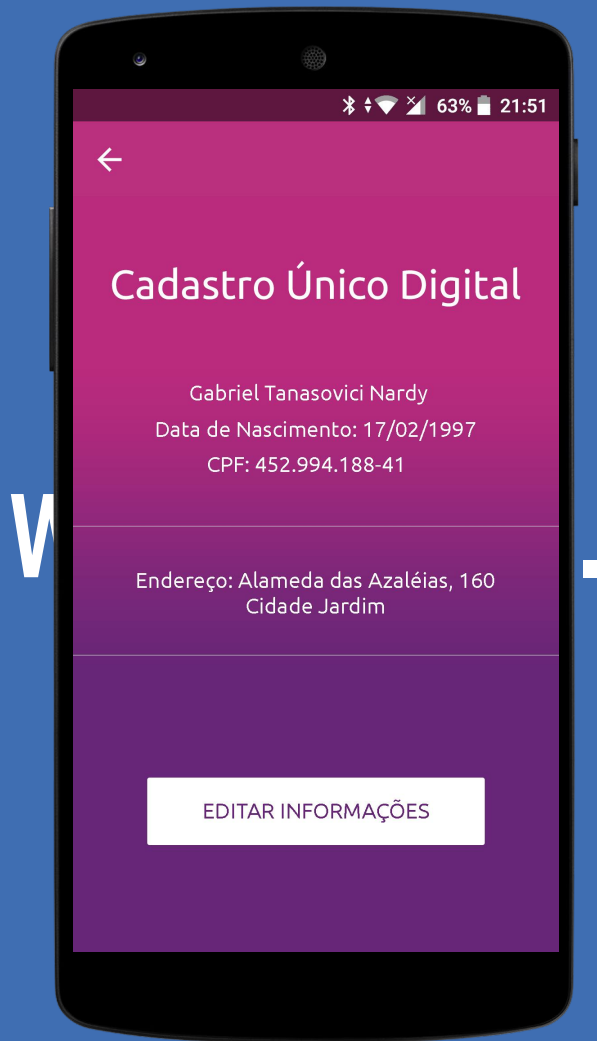 63% 21:51
Cadastro Único Digital
Gabriel Tanasovici Nardy
Data de Nascimento: 17/02/1997
CPF: 452.994.188-41
Endereço: Alameda das Azaléias, 160
Cidade Jardim
EDITAR INFORMAÇÕES